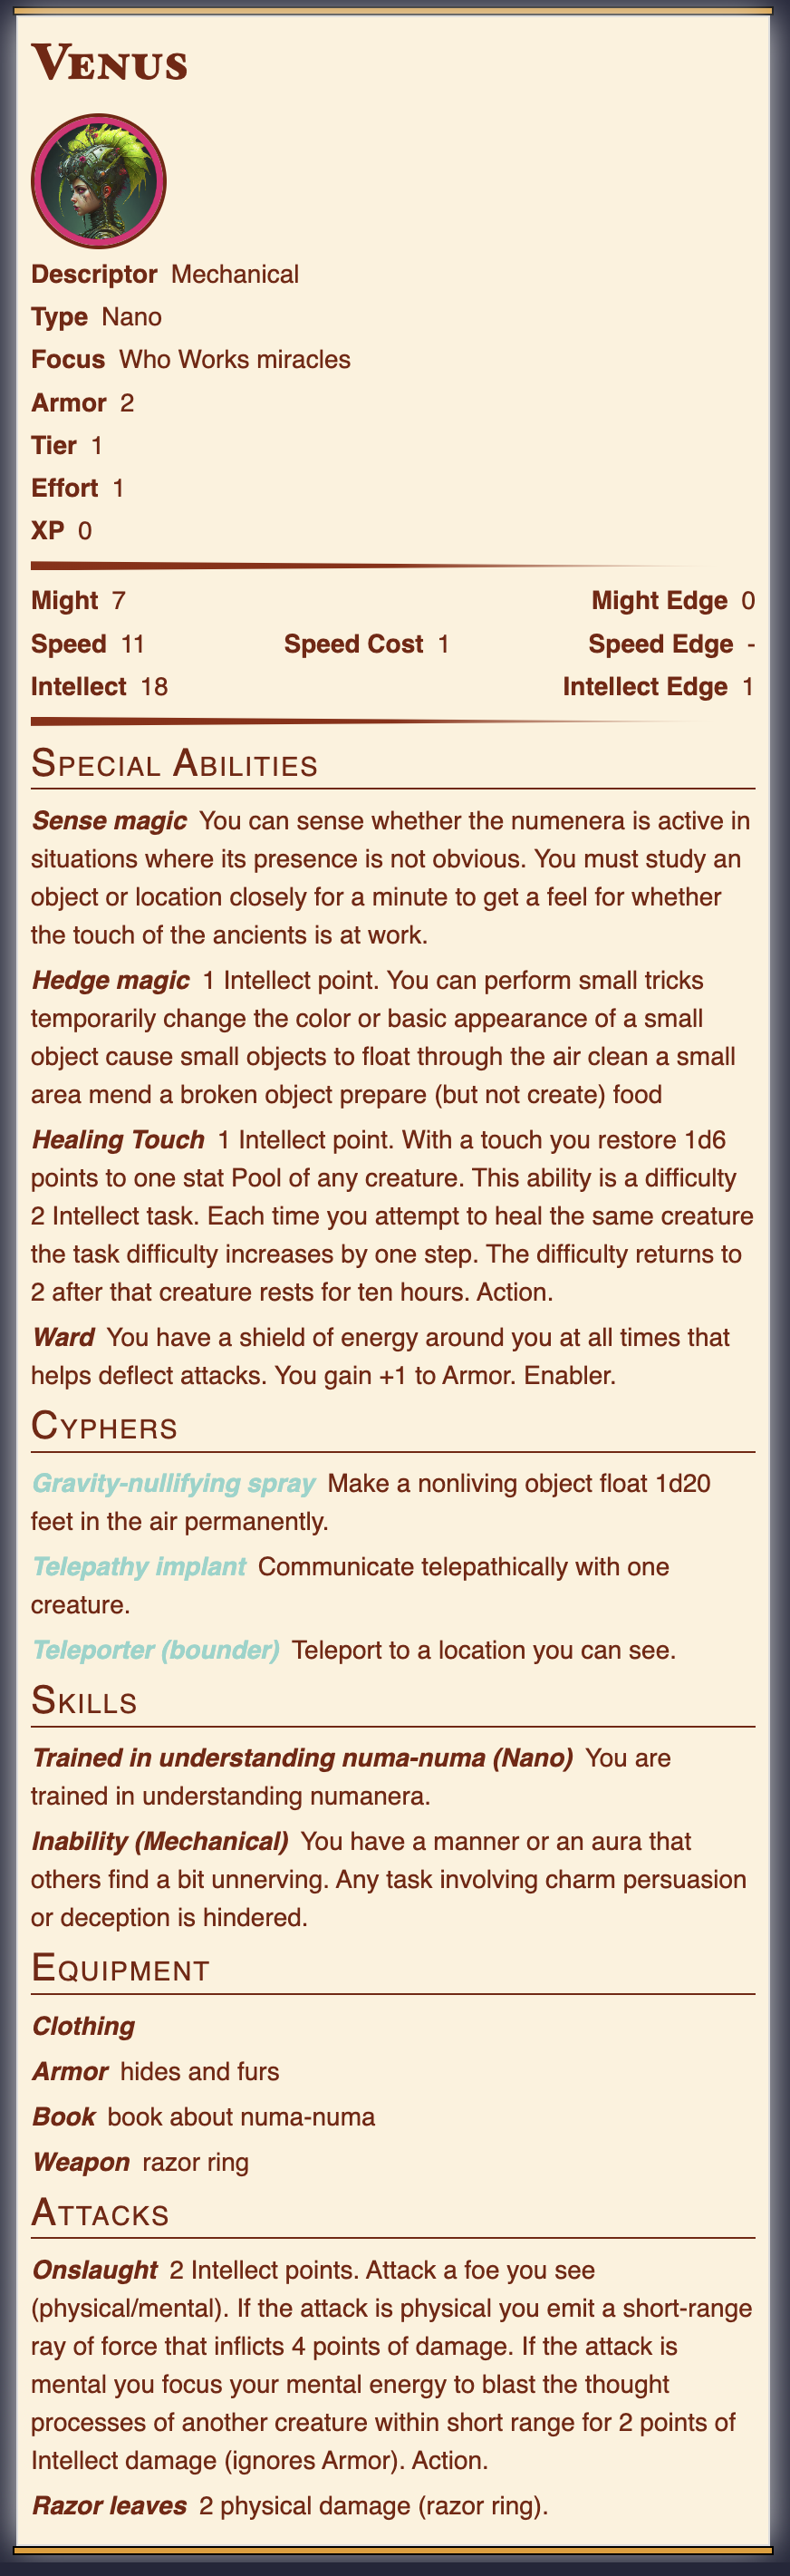 Venus
Descriptor Mechanical
Type Nano
Focus Who Works miracles
Armor 2
Tier 1
Effort 1
XP 0
Might 7 Might Edge 0
Speed 11 Speed Cost 1 Speed Edge -
Intellect 18 Intellect Edge 1
Special Abilities
Sense magic You can sense whether the numenera is active in
situations where its presence is not obvious. You must study an
object or location closely for a minute to get a feel for whether
the touch of the ancients is at work.
Hedge magic 1 Intellect point. You can perform small tricks
temporarily change the color or basic appearance of a small
object cause small objects to float through the air clean a small
area mend a broken object prepare (but not create) food
Healing Touch 1 Intellect point. With a touch you restore 1d6
points to one stat Pool of any creature. This ability is a difficulty
2 Intellect task. Each time you attempt to heal the same creature
the task difficulty increases by one step. The difficulty returns to
2 after that creature rests for ten hours. Action.
Ward You have a shield of energy around you at all times that
helps deflect attacks. You gain +1 to Armor. Enabler.
Cyphers
Gravity-nullifying spray Make a nonliving object float 1d20
feet in the air permanently.
Telepathy implant Communicate telepathically with one
creature.
Teleporter (bounder) Teleport to a location you can see.
Skills
Trained in understanding numa-numa (Nano) You are
trained in understanding numanera.
Inability (Mechanical) You have a manner or an aura that
others find a bit unnerving. Any task involving charm persuasion
or deception is hindered.
Equipment
Clothing
Armor hides and furs
Book book about numa-numa
Weapon razor ring
Attacks
Onslaught 2 Intellect points. Attack a foe you see
(physical/mental). If the attack is physical you emit a short-range
ray of force that inflicts 4 points of damage. If the attack is
mental you focus your mental energy to blast the thought
processes of another creature within short range for 2 points of
Intellect damage (ignores Armor). Action.
Razor leaves 2 physical damage (razor ring).